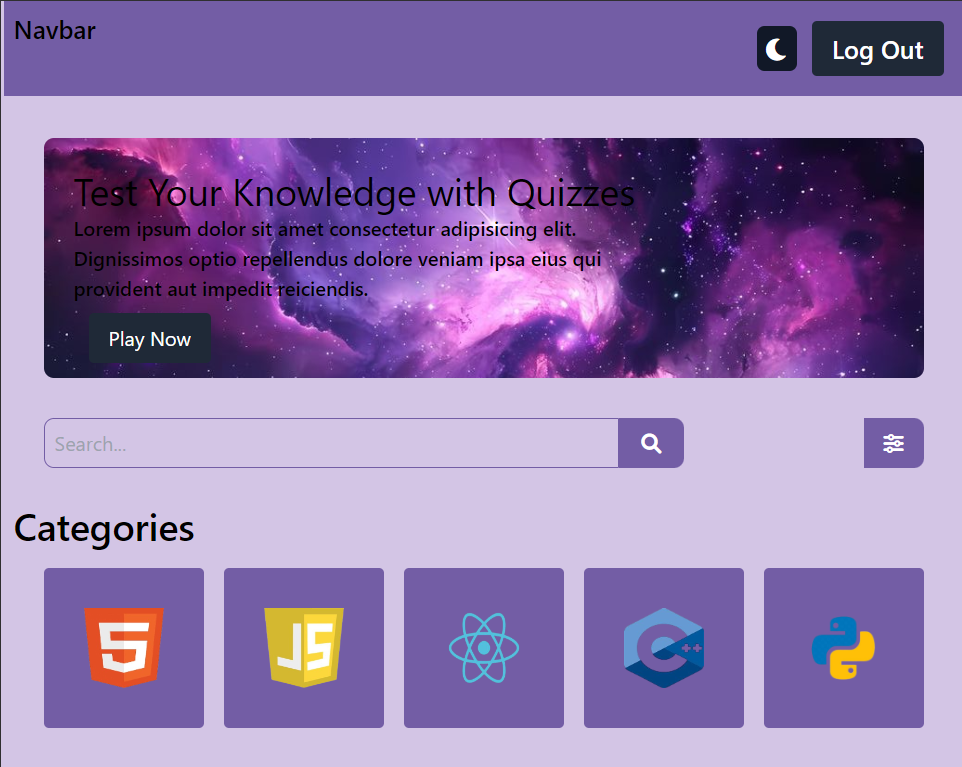 Navbar
Log Out
Test Your Knowledge with Quizzes
Lorem ipsum dolor sit amet consectetur adipisicing elit.
Dignissimos optio repellendus dolore veniam ipsa eius qui
provident aut impedit reiciendis.
Play Now
Search...
Categories
5
JS
C++